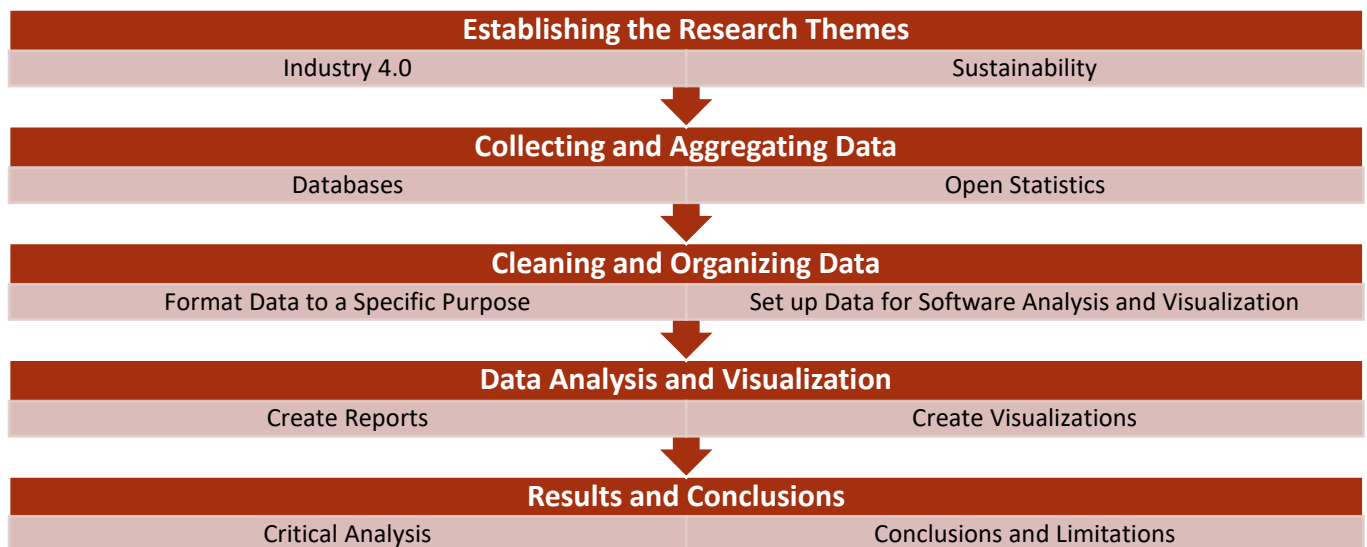 Establishing the Research Themes
Industry 4.0
Sustainability
Collecting and Aggregating Data
Databases
Open Statistics
Cleaning and Organizing Data
Format Data to a Specific Purpose
Set up Data for Software Analysis and Visualization
Data Analysis and Visualization
Create Reports
Create Visualizations
Results and Conclusions
Critical Analysis
Conclusions and Limitations